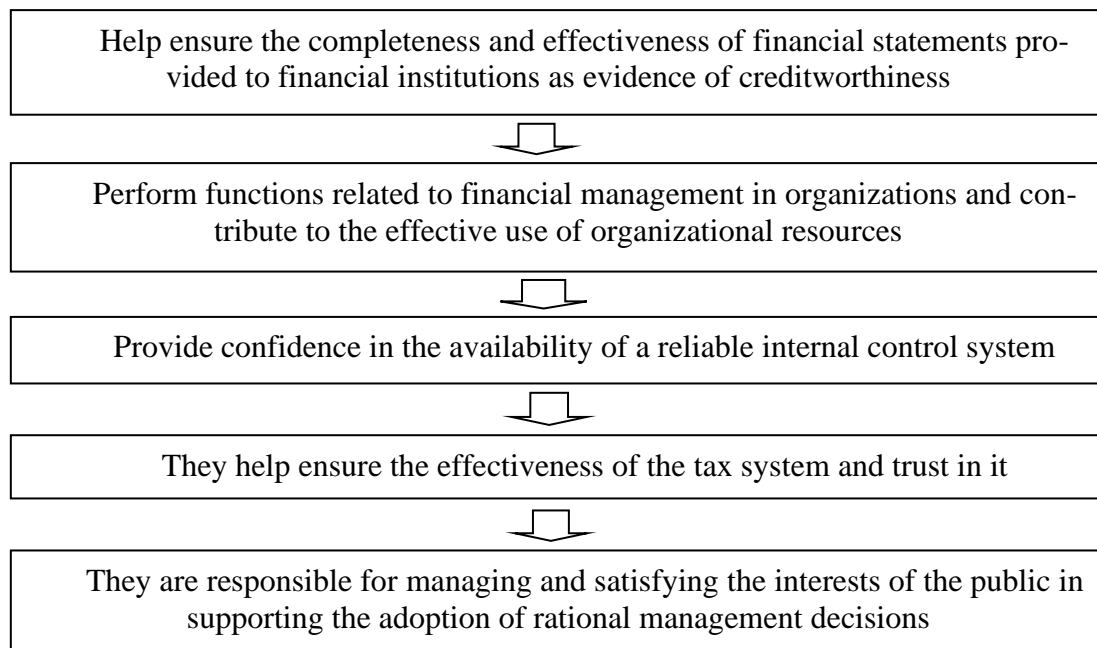 Help ensure the completeness and effectiveness of financial statements pro-
vided to financial institutions as evidence of creditworthiness
Perform functions related to financial management in organizations and con-
tribute to the effective use of organizational resources
Provide confidence in the availability of a reliable internal control system
They help ensure the effectiveness of the tax system and trust in it
They are responsible for managing and satisfying the interests of the public in
supporting the adoption of rational management decisions